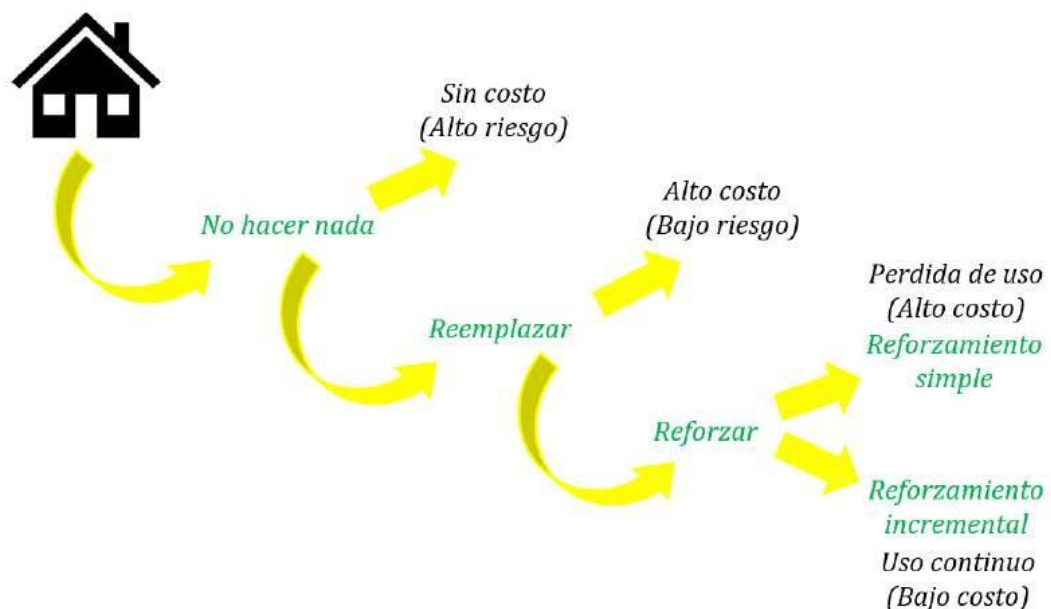 Sin costo
(Alto riesgo)
No hacer nada
Alto costo
(Bajo riesgo)
Reemplazar
Perdida de uso
(Alto costo)
Reforzamiento
simple
Reforzar
Reforzamiento
incremental
Uso continuo
(Bajo costo)